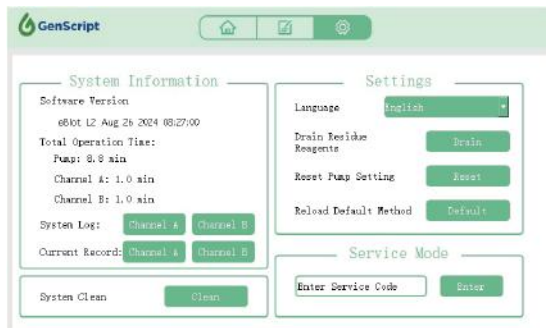 GenScript
System Information
Software Version
eBlot L2 Aug 26 2024 08:27:00
Total Operation Time:
Pump: 8.8 min
Channel A: 1.0 min
Channel B: 1.0 min
System Log: Channel A Channel B
Current Record: Channel A Channel B
System Clean Clean
Settings
Language English
Drain Residue
Reagents Drain
Reset Pump Setting Reset
Reload Default Method Default
Service Mode
Enter Service Code Enter